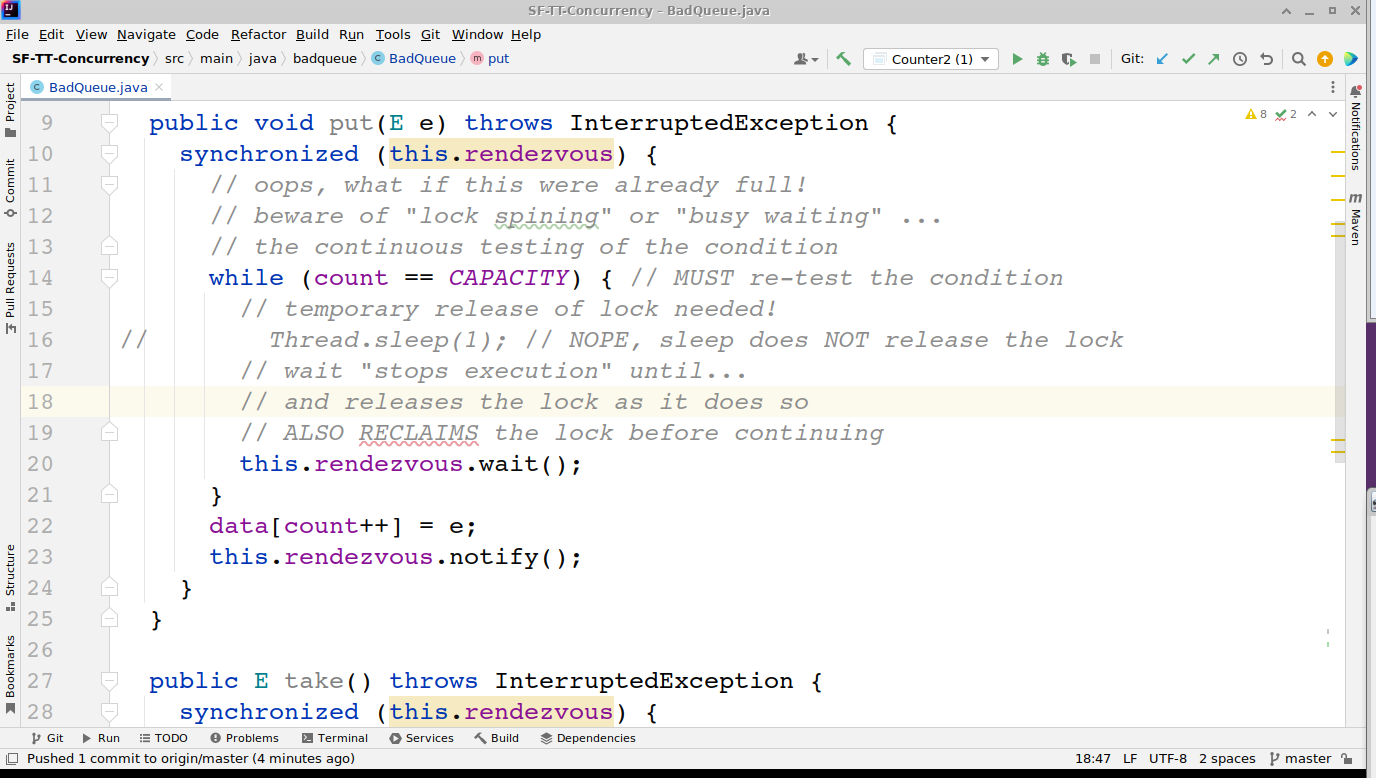 SF-TT-Concurrency – BadQueue.java
File Edit View Navigate Code Refactor Build Run Tools Git Window Help
SF-TT-Concurrency src main java badqueue C BadQueue m put
Counter2 (1) Git:
C BadQueue.java
Project
Commit
Pull Requests
Structure
Bookmarks
Notifications
m Maven
8 2
9 public void put(E e) throws InterruptedException {
10 synchronized (this.rendezvous) {
11 // oops, what if this were already full!
12 // beware of "lock spining" or "busy waiting" ...
13 // the continuous testing of the condition
14 while (count == CAPACITY) { // MUST re-test the condition
15 // temporary release of lock needed!
16 // Thread.sleep(1); // NOPE, sleep does NOT release the lock
17 // wait "stops execution" until...
18 // and releases the lock as it does so
19 // ALSO RECLAIMS the lock before continuing
20 this.rendezvous.wait();
21 }
22 data[count++] = e;
23 this.rendezvous.notify();
24 }
25 }
26
27 public E take() throws InterruptedException {
28 synchronized (this.rendezvous) {
Git Run TODO Problems Terminal Services Build Dependencies
Pushed 1 commit to origin/master (4 minutes ago) 18:47 LF UTF-8 2 spaces master